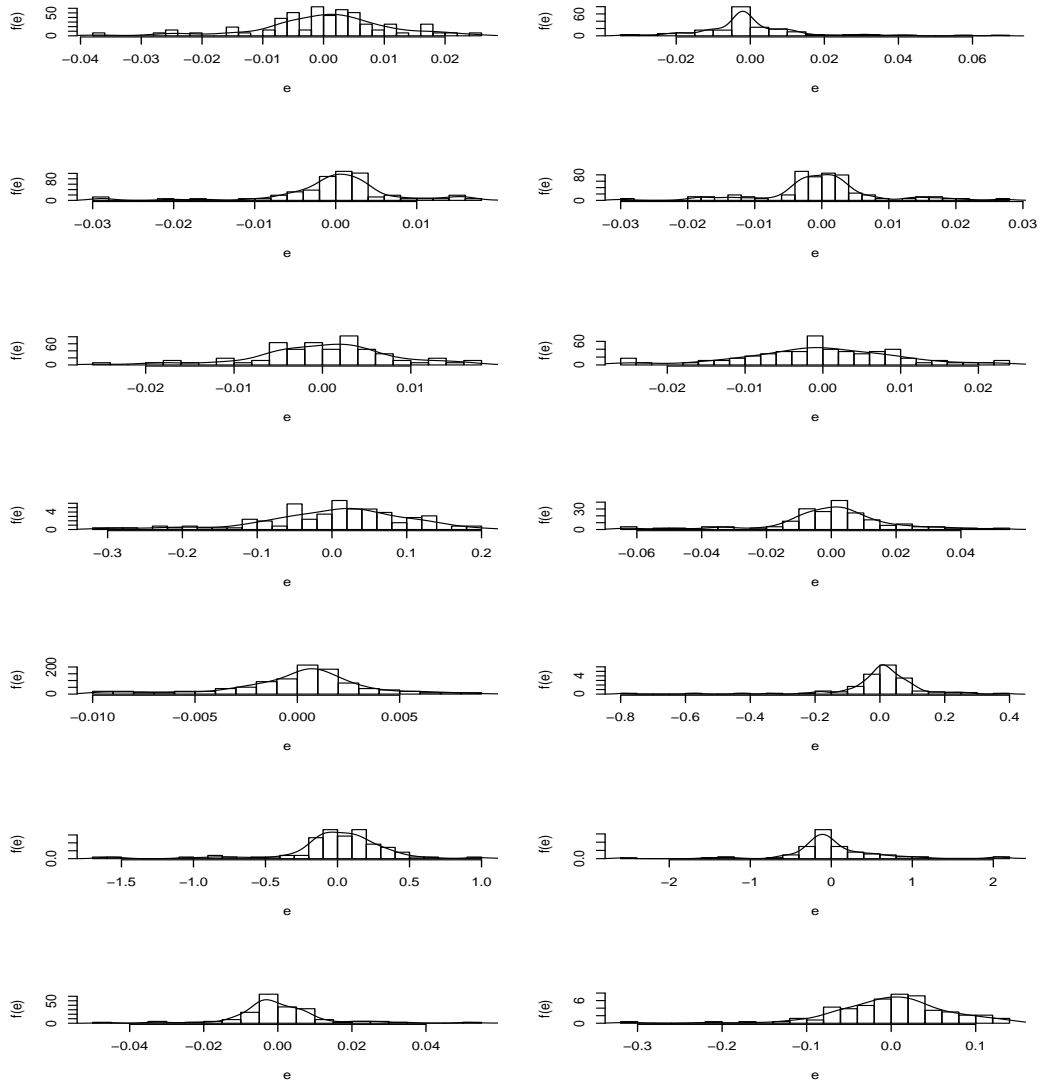 f(e) 0 50 −0.04 −0.03 −0.02 −0.01 0.00 0.01 0.02 e
f(e) 0 60 −0.02 0.00 0.02 0.04 0.06 e
f(e) 0 80 −0.03 −0.02 −0.01 0.00 0.01 e
f(e) 0 80 −0.03 −0.02 −0.01 0.00 0.01 0.02 0.03 e
f(e) 0 60 −0.02 −0.01 0.00 0.01 e
f(e) 0 60 −0.02 −0.01 0.00 0.01 0.02 e
f(e) 0 4 −0.3 −0.2 −0.1 0.0 0.1 0.2 e
f(e) 0 30 −0.06 −0.04 −0.02 0.00 0.02 0.04 e
f(e) 0 200 −0.010 −0.005 0.000 0.005 e
f(e) 0 4 −0.8 −0.6 −0.4 −0.2 0.0 0.2 0.4 e
f(e) 0.0 −1.5 −1.0 −0.5 0.0 0.5 1.0 e
f(e) 0.0 −2 −1 0 1 2 e
f(e) 0 50 −0.04 −0.02 0.00 0.02 0.04 e
f(e) 0 6 −0.3 −0.2 −0.1 0.0 0.1 e